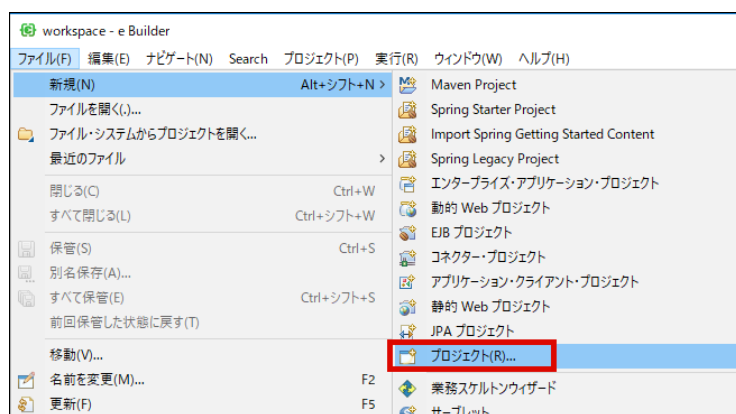 workspace - e Builder
ファイル(F) 編集(E) ナビゲート(N) Search プロジェクト(P) 実行(R) ウィンドウ(W) ヘルプ(H)
新規(N) Alt+シフト+N >
ファイルを開く(.)...
ファイル・システムからプロジェクトを開く...
最近のファイル >
閉じる(C) Ctrl+W
すべて閉じる(L) Ctrl+シフト+W
保管(S) Ctrl+S
別名保存(A)...
すべて保管(E) Ctrl+シフト+S
前回保管した状態に戻す(T)
移動(V)...
名前を変更(M)... F2
更新(F) F5
Maven Project
Spring Starter Project
Import Spring Getting Started Content
Spring Legacy Project
エンタープライズ・アプリケーション・プロジェクト
動的 Web プロジェクト
EJB プロジェクト
コネクター・プロジェクト
アプリケーション・クライアント・プロジェクト
静的 Web プロジェクト
JPA プロジェクト
プロジェクト(R)...
業務スケルトンウィザード
サーブレット